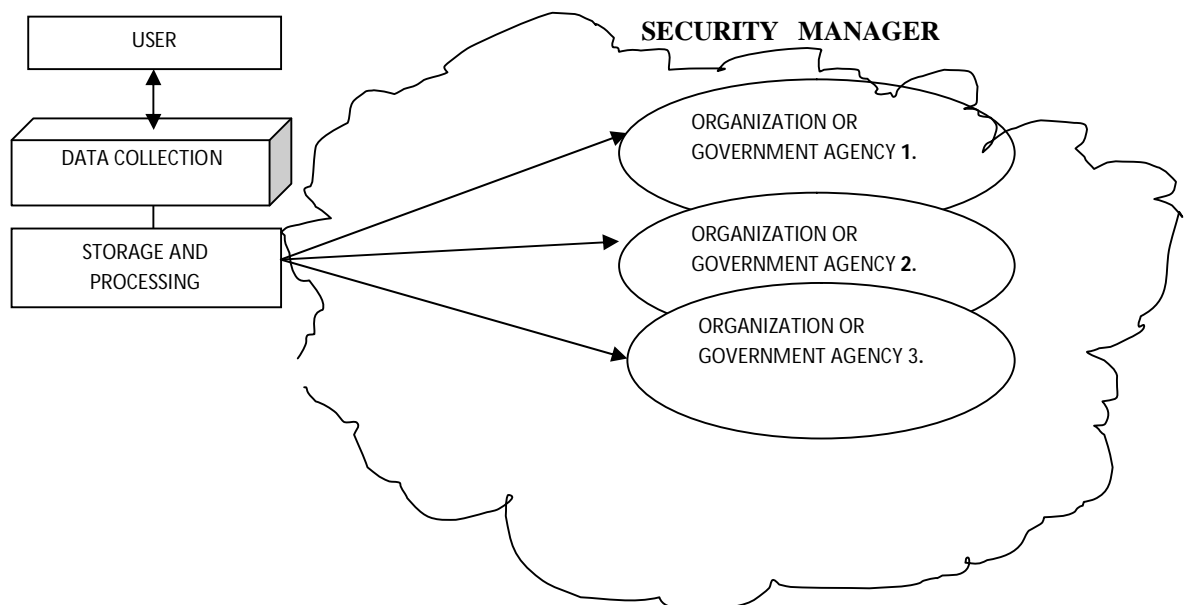 SECURITY MANAGER
USER
DATA COLLECTION
STORAGE AND
PROCESSING
ORGANIZATION OR
GOVERNMENT AGENCY 1.
ORGANIZATION OR
GOVERNMENT AGENCY 2.
ORGANIZATION OR
GOVERNMENT AGENCY 3.